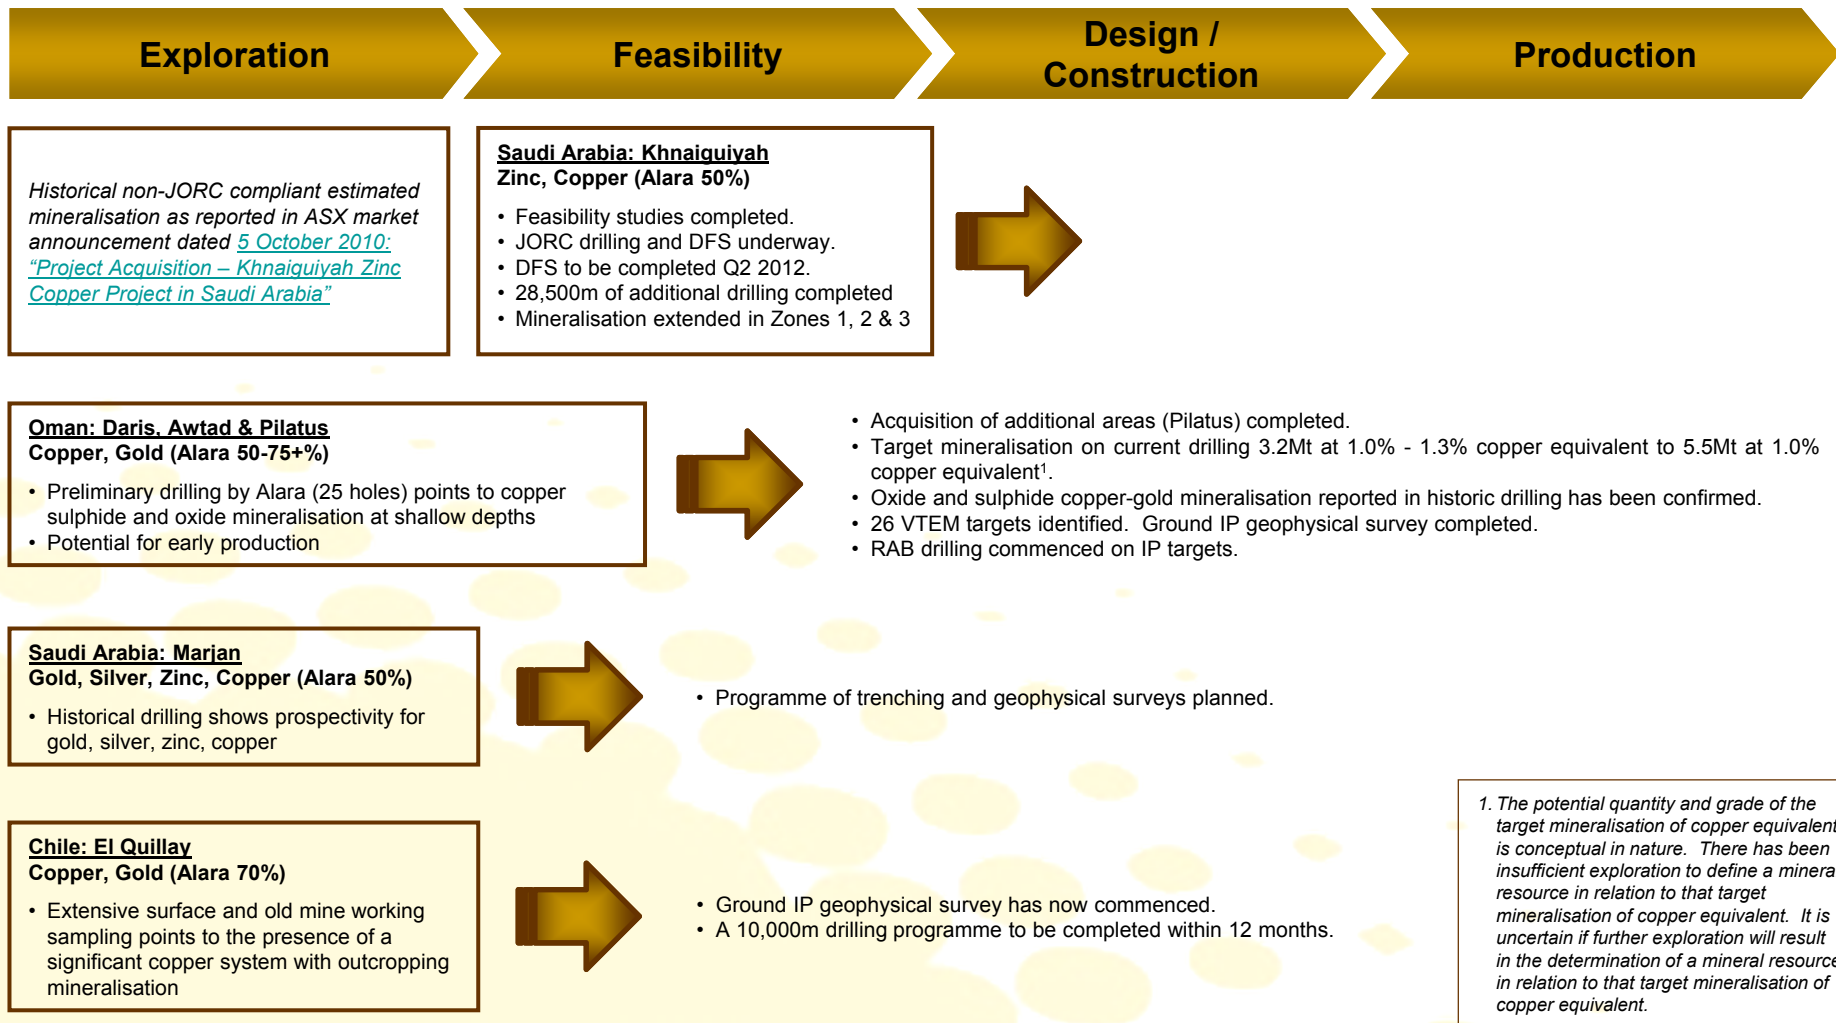 Exploration
Feasibility
Design /
Construction
Production
Historical non-JORC compliant estimated
mineralisation as reported in ASX market
announcement dated 5 October 2010:
“Project Acquisition – Khnaiguiyah Zinc
Copper Project in Saudi Arabia”
Saudi Arabia: Khnaiguiyah
Zinc, Copper (Alara 50%)
• Feasibility studies completed.
• JORC drilling and DFS underway.
• DFS to be completed Q2 2012.
• 28,500m of additional drilling completed
• Mineralisation extended in Zones 1, 2 & 3
Oman: Daris, Awtad & Pilatus
Copper, Gold (Alara 50-75+%)
• Preliminary drilling by Alara (25 holes) points to copper
sulphide and oxide mineralisation at shallow depths
• Potential for early production
• Acquisition of additional areas (Pilatus) completed.
• Target mineralisation on current drilling 3.2Mt at 1.0% - 1.3% copper equivalent to 5.5Mt at 1.0%
copper equivalent¹.
• Oxide and sulphide copper-gold mineralisation reported in historic drilling has been confirmed.
• 26 VTEM targets identified. Ground IP geophysical survey completed.
• RAB drilling commenced on IP targets.
Saudi Arabia: Marjan
Gold, Silver, Zinc, Copper (Alara 50%)
• Historical drilling shows prospectivity for
gold, silver, zinc, copper
• Programme of trenching and geophysical surveys planned.
Chile: El Quillay
Copper, Gold (Alara 70%)
• Extensive surface and old mine working
sampling points to the presence of a
significant copper system with outcropping
mineralisation
• Ground IP geophysical survey has now commenced.
• A 10,000m drilling programme to be completed within 12 months.
1. The potential quantity and grade of the
target mineralisation of copper equivalent
is conceptual in nature. There has been
insufficient exploration to define a mineral
resource in relation to that target
mineralisation of copper equivalent. It is
uncertain if further exploration will result
in the determination of a mineral resource
in relation to that target mineralisation of
copper equivalent.